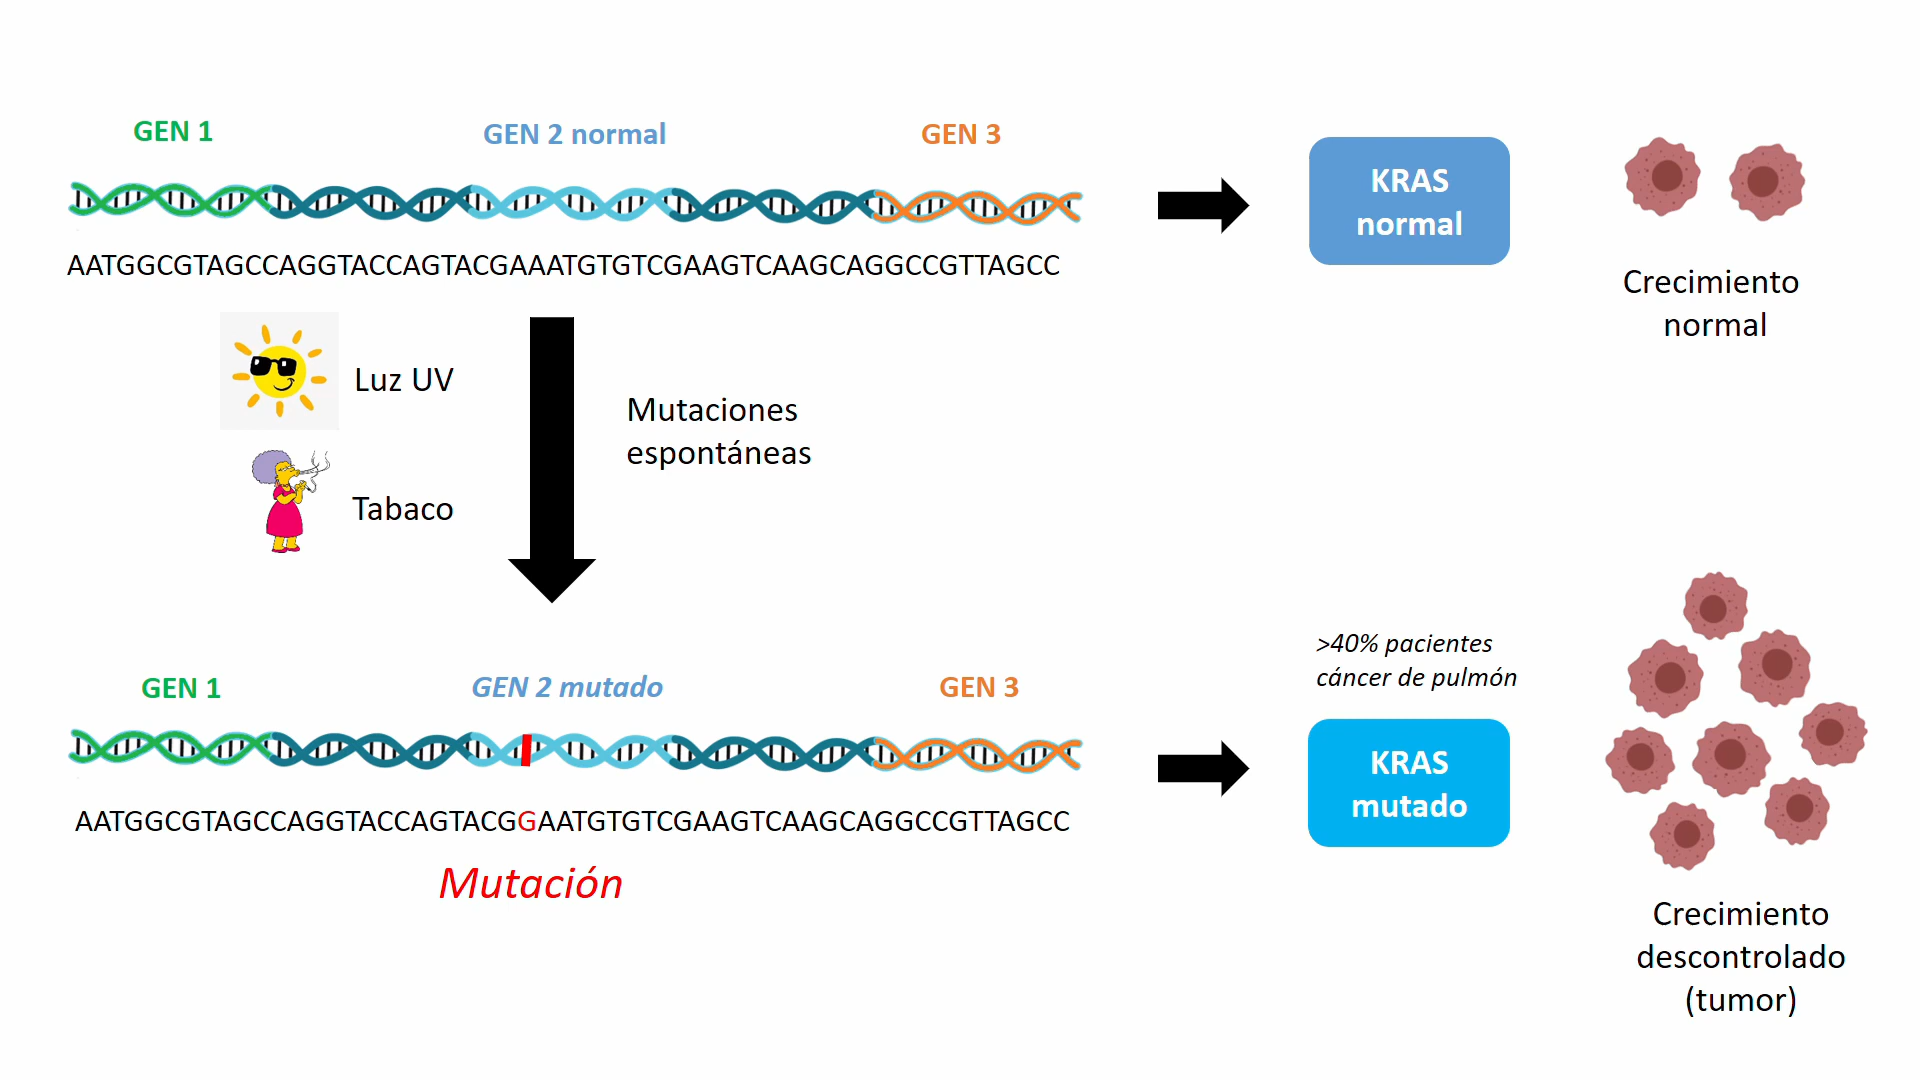 GEN 1
GEN 2 normal
GEN 3
AATGGCGTAGCCAGGTACCAGTACGAAATGTGTCGAAGTCAAGCAGGCCGTTAGCC
KRAS
normal
Crecimiento
normal
Luz UV
Mutaciones
espontáneas
Tabaco
>40% pacientes
cáncer de pulmón
GEN 1
GEN 2 mutado
GEN 3
AATGGCGTAGCCAGGTACCAGTACGGAATGTGTCGAAGTCAAGCAGGCCGTTAGCC
Mutación
KRAS
mutado
Crecimiento
descontrolado
(tumor)